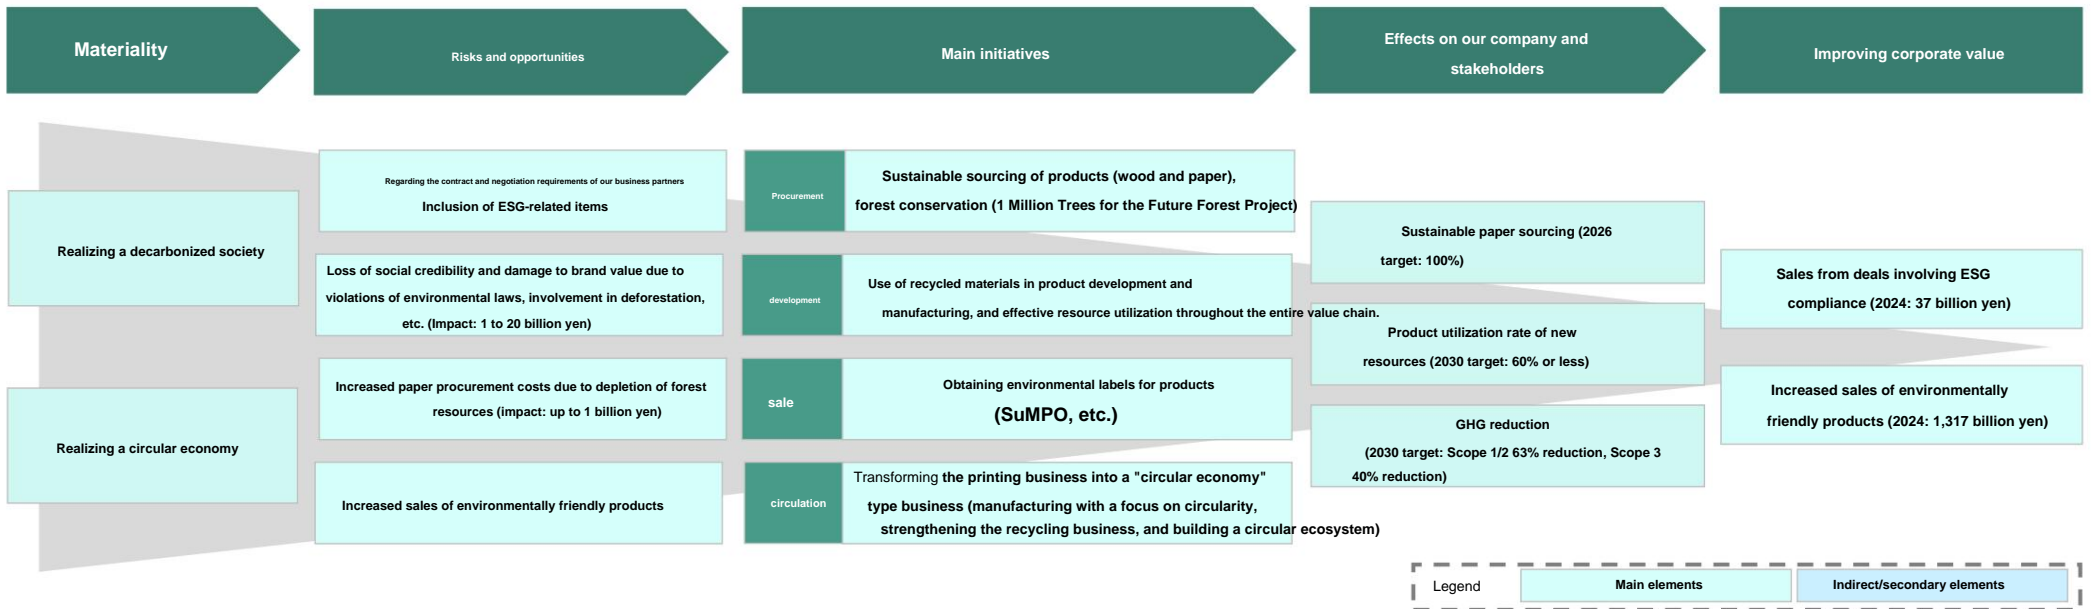 Materiality
Risks and opportunities
Main initiatives
Effects on our company and
stakeholders
Improving corporate value
Realizing a decarbonized society
Realizing a circular economy
Regarding the contract and negotiation requirements of our business partners
Inclusion of ESG-related items
Loss of social credibility and damage to brand value due to
violations of environmental laws, involvement in deforestation,
etc. (Impact: 1 to 20 billion yen)
Increased paper procurement costs due to depletion of forest
resources (impact: up to 1 billion yen)
Increased sales of environmentally friendly products
Procurement
Sustainable sourcing of products (wood and paper),
forest conservation (1 Million Trees for the Future Forest Project)
development
Use of recycled materials in product development and
manufacturing, and effective resource utilization throughout the entire value chain.
sale
Obtaining environmental labels for products
(SuMPO, etc.)
circulation
Transforming the printing business into a "circular economy"
type business (manufacturing with a focus on circularity,
strengthening the recycling business, and building a circular ecosystem)
Sustainable paper sourcing (2026
target: 100%)
Product utilization rate of new
resources (2030 target: 60% or less)
GHG reduction
(2030 target: Scope 1/2 63% reduction, Scope 3
40% reduction)
Sales from deals involving ESG
compliance (2024: 37 billion yen)
Increased sales of environmentally
friendly products (2024: 1,317 billion yen)
Legend
Main elements
Indirect/secondary elements